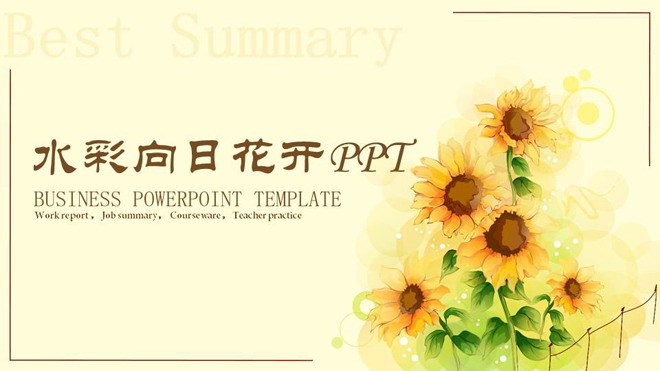 Best Summary
水彩向日花开PPT
BUSINESS POWERPOINT TEMPLATE
Work report，Job summary，Courseware，Teacher practice